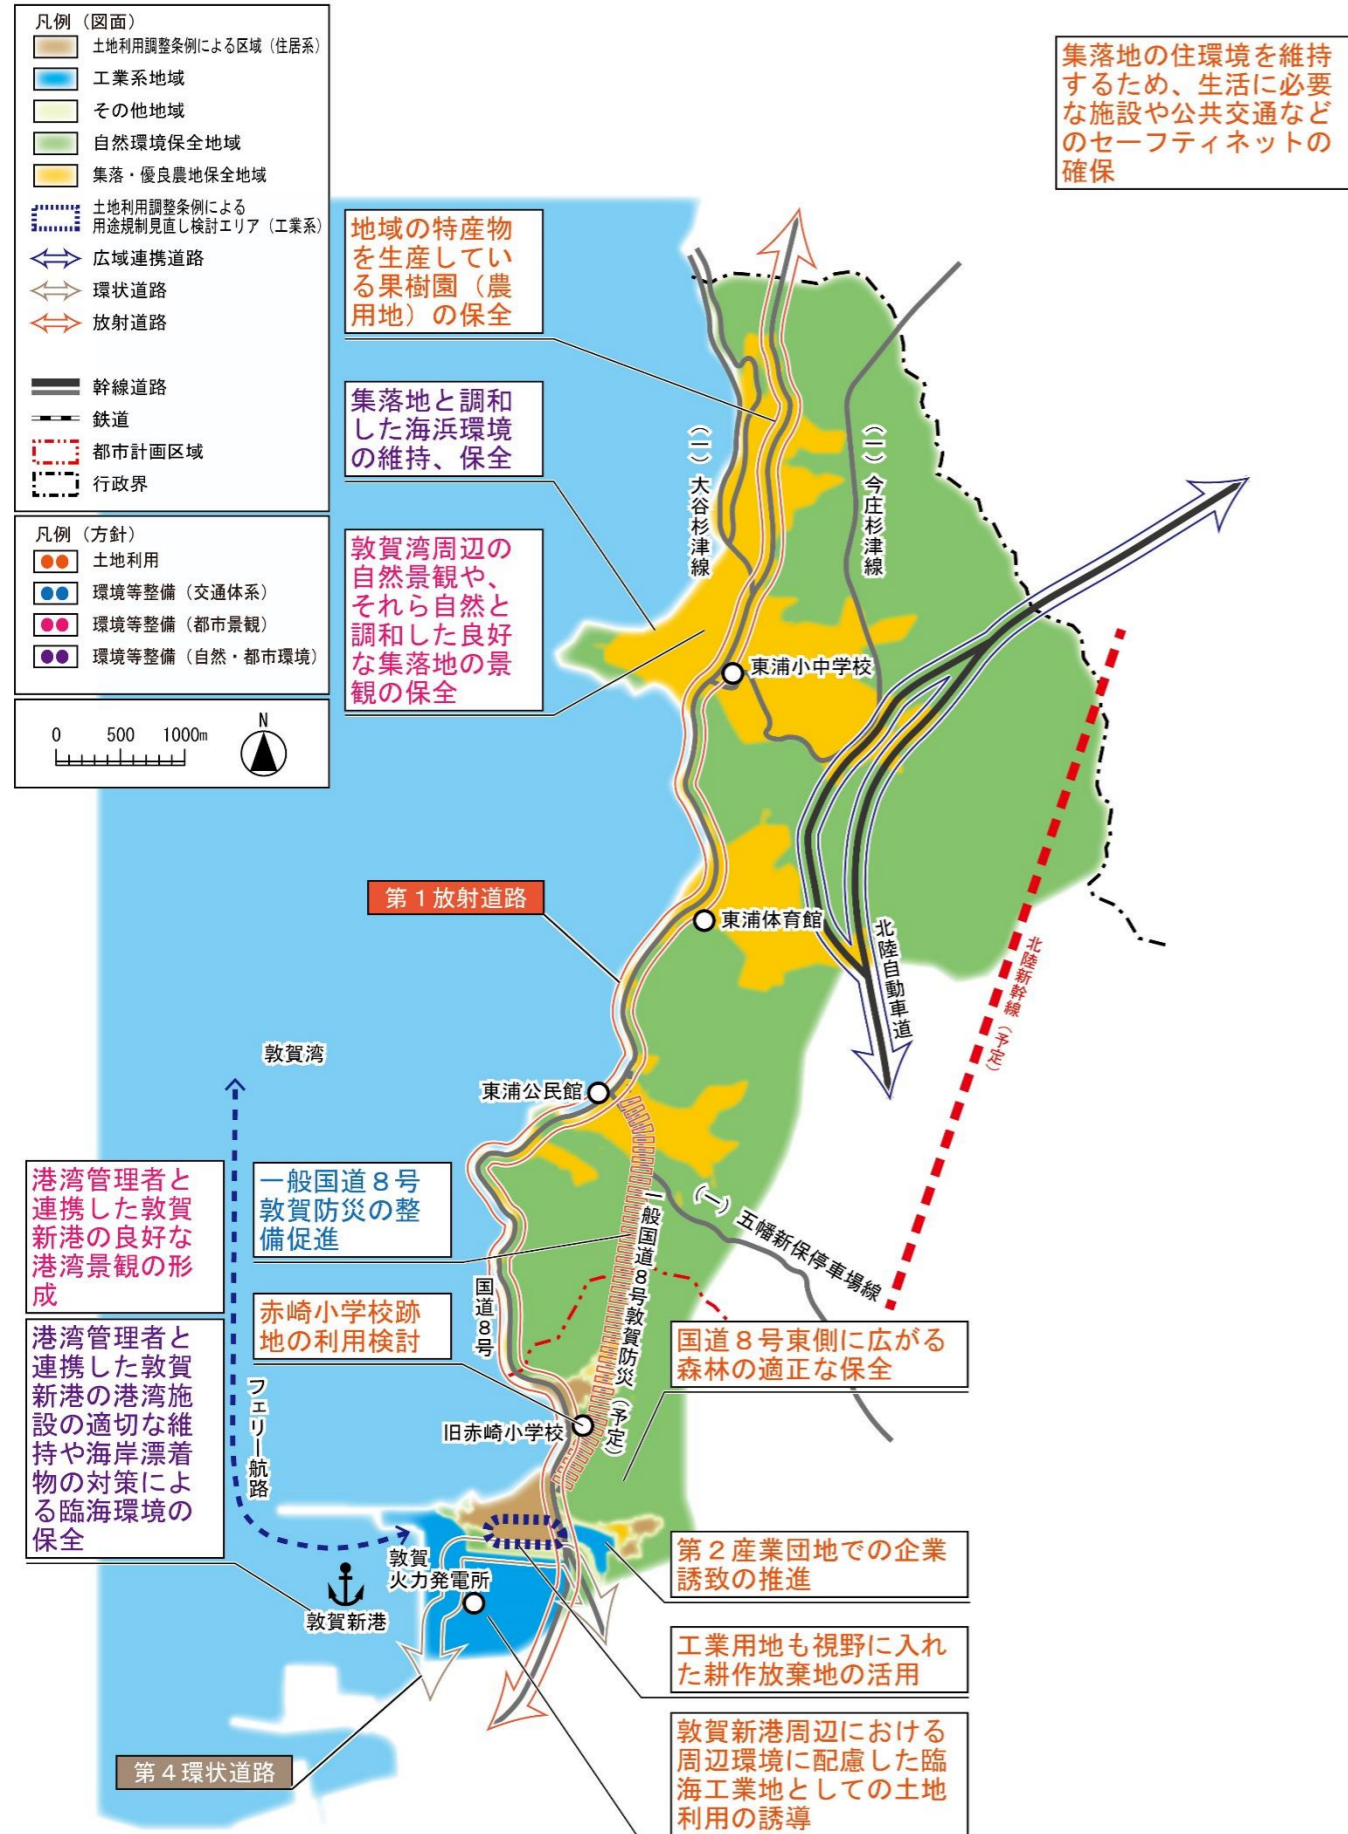 凡例（図面）
土地利用調整条例による区域（住居系）
工業系地域
その他地域
自然環境保全地域
集落・優良農地保全地域
土地利用調整条例による
用途規制見直し検討エリア（工業系）
広域連携道路
環状道路
放射道路
幹線道路
鉄道
都市計画区域
行政界
凡例（方針）
土地利用
環境等整備（交通体系）
環境等整備（都市景観）
環境等整備（自然・都市環境）
0 500 1000m
N
集落地の住環境を維持
するため、生活に必要
な施設や公共交通など
のセーフティネットの
確保
地域の特産物
を生産してい
る果樹園（農
用地）の保全
集落地と調和
した海浜環境
の維持、保全
敦賀湾周辺の
自然景観や、
それら自然と
調和した良好
な集落地の景
観の保全
（一）大谷杉津線
（一）今庄杉津線
東浦小中学校
第１放射道路
東浦体育館
北陸自動車道
北陸新幹線（予定）
敦賀湾
東浦公民館
港湾管理者と
連携した敦賀
新港の良好な
港湾景観の形
成
一般国道８号
敦賀防災の整
備促進
一般国道８号敦賀防災（予定）
（一）五幡新保停車場線
国道８号
赤崎小学校跡
地の利用検討
国道８号東側に広がる
森林の適正な保全
港湾管理者と
連携した敦賀
新港の港湾施
設の適切な維
持や海岸漂着
物の対策によ
る臨海環境の
保全
フェリー航路
旧赤崎小学校
敦賀
火力発電所
敦賀新港
第２産業団地での企業
誘致の推進
工業用地も視野に入れ
た耕作放棄地の活用
敦賀新港周辺における
周辺環境に配慮した臨
海工業地としての土地
利用の誘導
第４環状道路